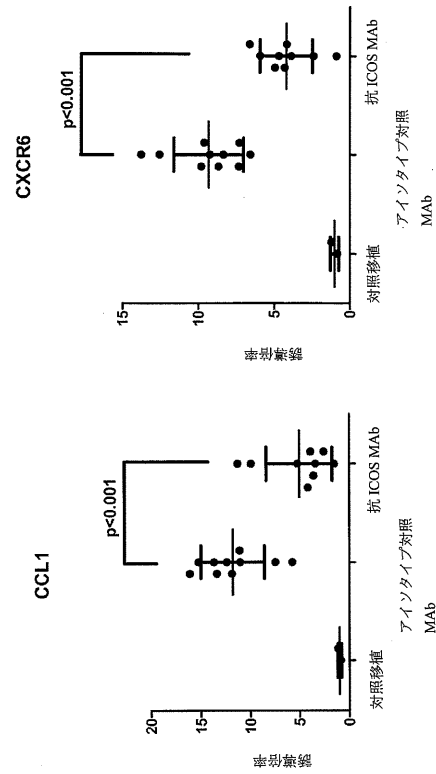 CCL1
p<0.001
20
15
10
5
0
誘導倍率
対照移植
アイソタイプ対照
MAb
抗 ICOS MAb
CXCR6
p<0.001
15
10
5
0
誘導倍率
対照移植
アイソタイプ対照
MAb
抗 ICOS MAb